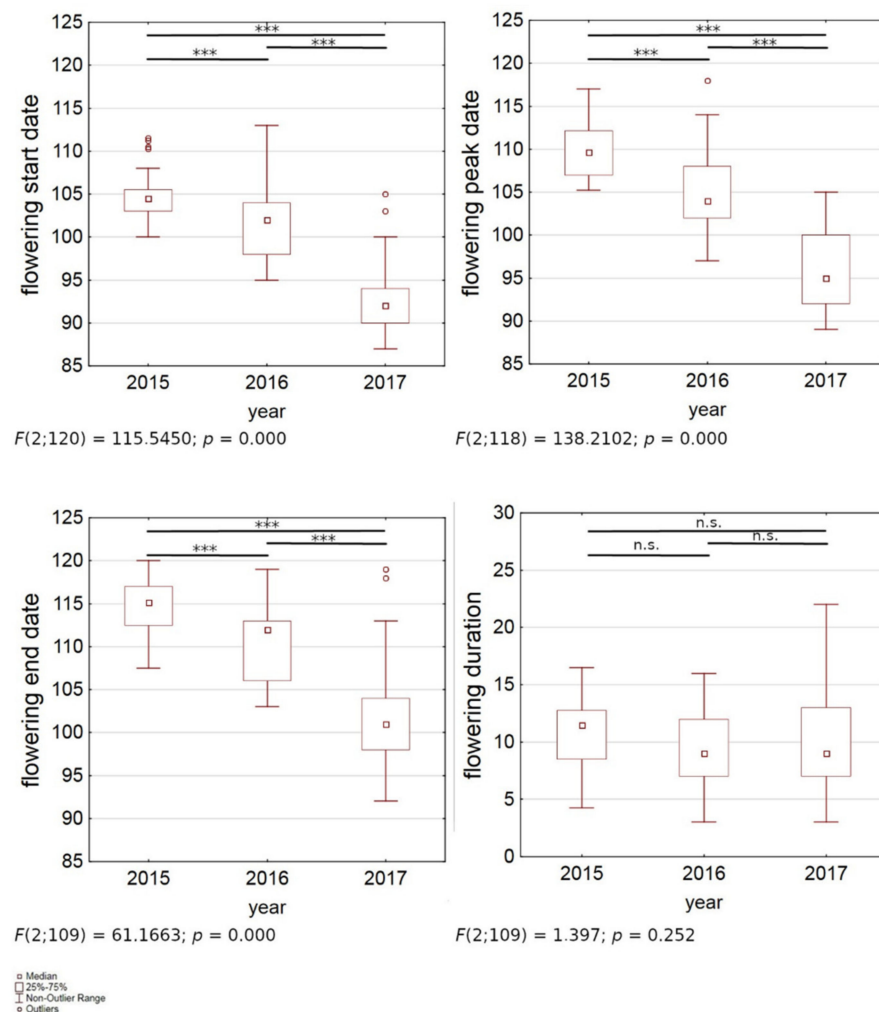 125
120
115
110
105
100
95
90
85
flowering start date
***
***
***
2015 2016 2017
year
F(2;120) = 115.5450; p = 0.000
125
120
115
110
105
100
95
90
85
flowering peak date
***
***
***
2015 2016 2017
year
F(2;118) = 138.2102; p = 0.000
125
120
115
110
105
100
95
90
85
flowering end date
***
***
***
2015 2016 2017
year
F(2;109) = 61.1663; p = 0.000
30
25
20
15
10
5
0
flowering duration
n.s.
n.s.
n.s.
2015 2016 2017
year
F(2;109) = 1.397; p = 0.252
Median
25%-75%
Non-Outlier Range
Outliers